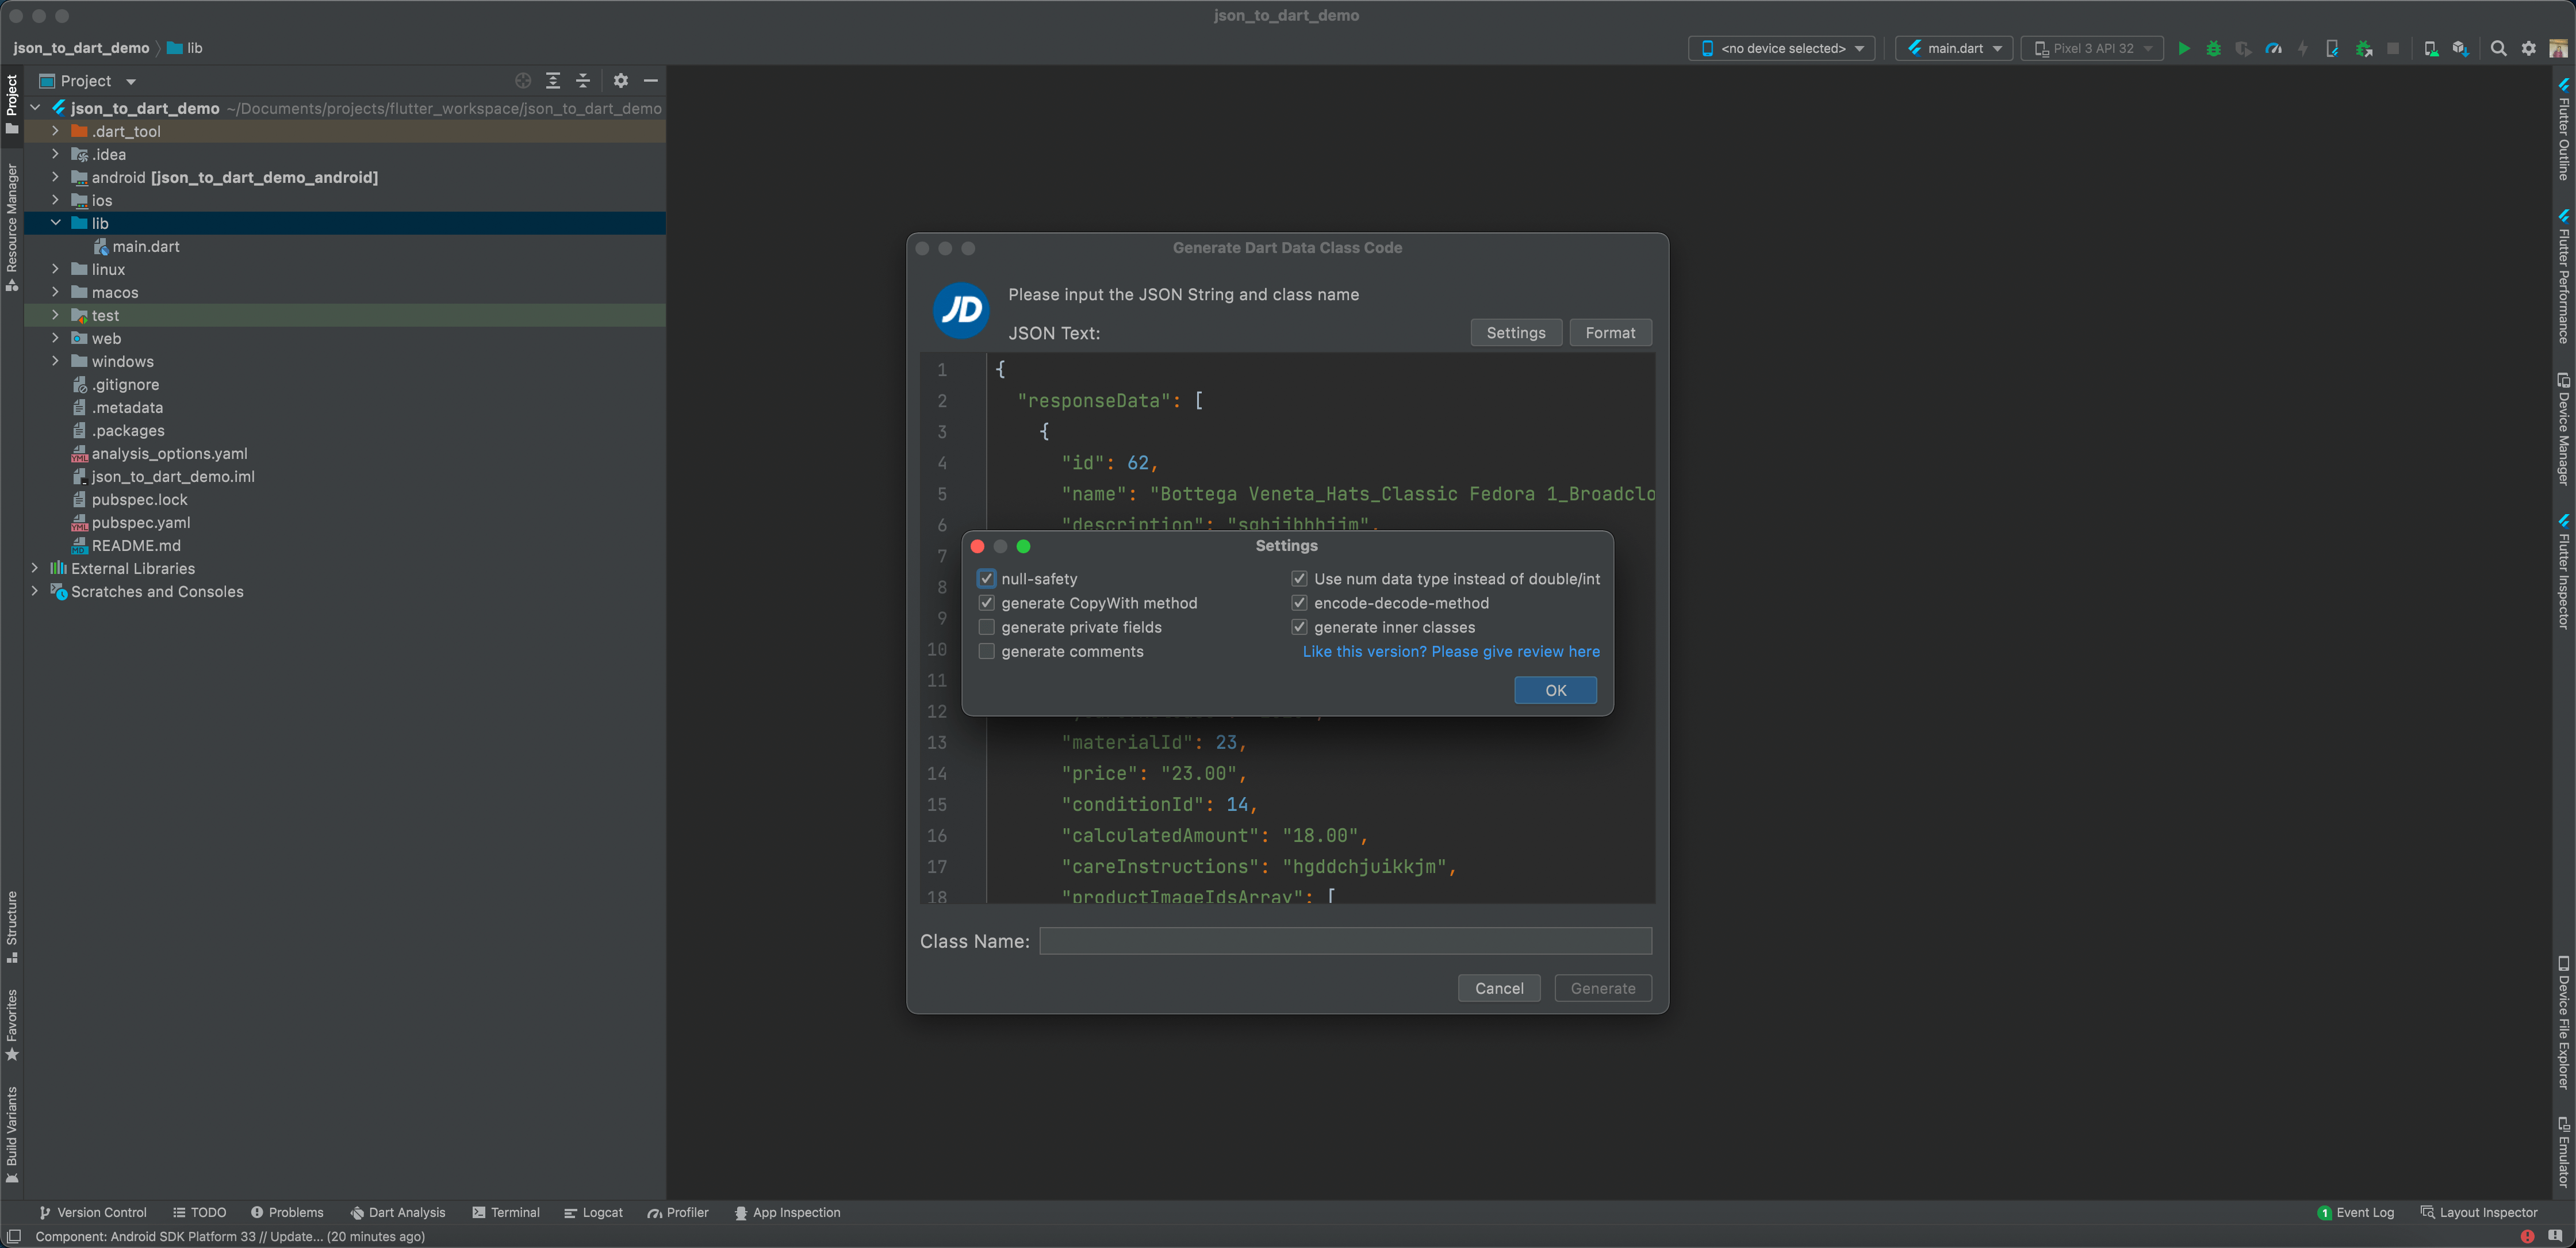 json_to_dart_demo
json_to_dart_demo
lib
<no device selected>
main.dart
Pixel 3 API 32
Project
json_to_dart_demo ~/Documents/projects/flutter_workspace/json_to_dart_demo
.dart_tool
.idea
android [json_to_dart_demo_android]
ios
lib
main.dart
linux
macos
test
web
windows
.gitignore
.metadata
.packages
analysis_options.yaml
json_to_dart_demo.iml
pubspec.lock
pubspec.yaml
README.md
External Libraries
Scratches and Consoles
Project
Resource Manager
Structure
Favorites
Build Variants
Generate Dart Data Class Code
JD
Please input the JSON String and class name
JSON Text:
Settings
Format
1 {
2 "responseData": [
3 {
4 "id": 62,
5 "name": "Bottega Veneta_Hats_Classic Fedora 1_Broadclo
6 "description": "sghjjbhhjjm",
7
8
9
10
11
12
13 "materialId": 23,
14 "price": "23.00",
15 "conditionId": 14,
16 "calculatedAmount": "18.00",
17 "careInstructions": "hgddchjuikkjm",
18 "productImageIdsArray": [
Settings
null-safety
Use num data type instead of double/int
generate CopyWith method
encode-decode-method
generate private fields
generate inner classes
generate comments
Like this version? Please give review here
OK
Class Name:
Cancel
Generate
Flutter Outline
Flutter Performance
Device Manager
Flutter Inspector
Device File Explorer
Emulator
Version Control
TODO
Problems
Dart Analysis
Terminal
Logcat
Profiler
App Inspection
1 Event Log
Layout Inspector
Component: Android SDK Platform 33 // Update... (20 minutes ago)